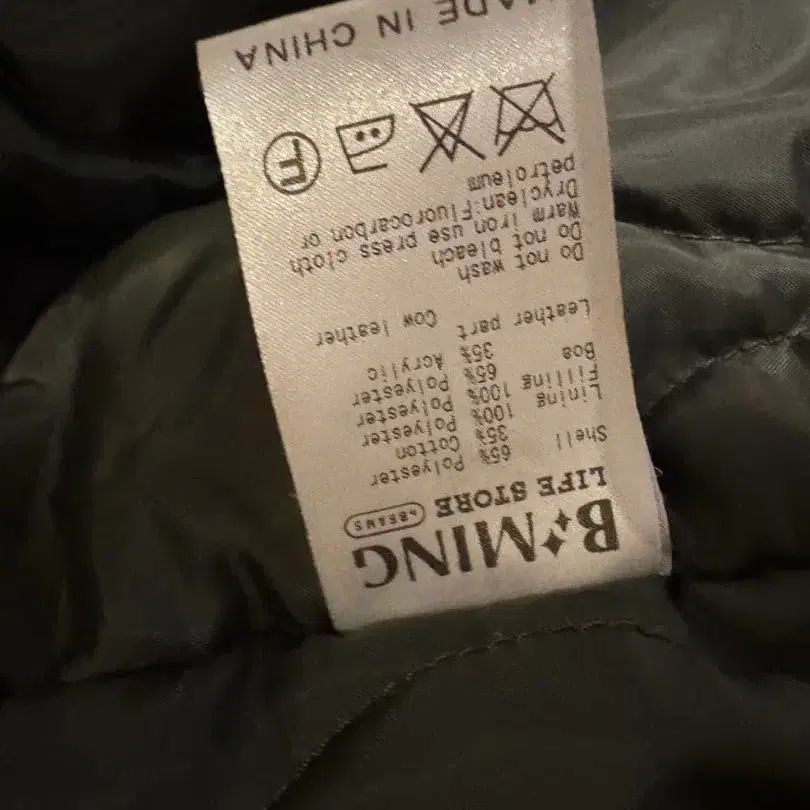 B✦MING
LIFE STORE by BEAMS
Shell 65% Polyester
35% Cotton
Lining 100% Polyester
Filling 100% Polyester
Boa 65% Polyester
35% Acrylic
Leather part Cow leather
Do not wash
Do not bleach
Warm iron use press cloth
Dryclean:Fluorocarbon or
petroleum
F
MADE IN CHINA